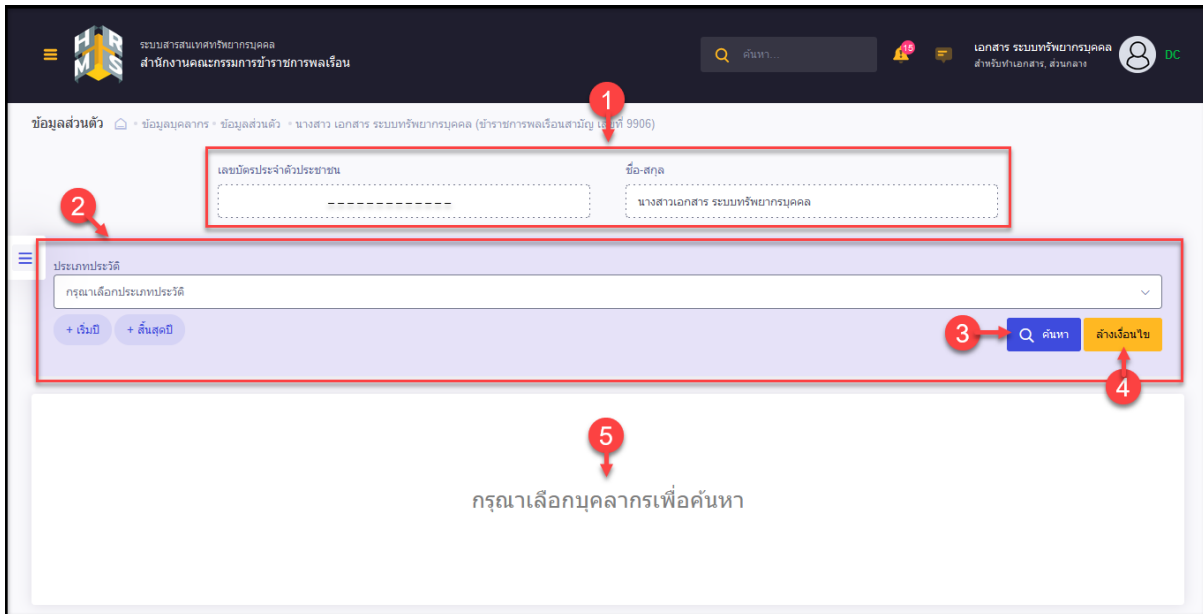 HR
MS
ระบบสารสนเทศทรัพยากรบุคคล
สำนักงานคณะกรรมการข้าราชการพลเรือน
ค้นหา...
15
เอกสาร ระบบทรัพยากรบุคคล
สำหรับทำเอกสาร, ส่วนกลาง
DC
1
ข้อมูลส่วนตัว ข้อมูลบุคลากร ข้อมูลส่วนตัว นางสาว เอกสาร ระบบทรัพยากรบุคคล (ข้าราชการพลเรือนสามัญ 9906)
เลขบัตรประจำตัวประชาชน
ชื่อ-สกุล
_ _ _ _ _ _ _ _ _ _ _ _ _
นางสาวเอกสาร ระบบทรัพยากรบุคคล
2
ประเภทประวัติ
กรุณาเลือกประเภทประวัติ
+ เริ่มปี
+ สิ้นสุดปี
3
ค้นหา
ล้างเงื่อนไข
4
5
กรุณาเลือกบุคลากรเพื่อค้นหา